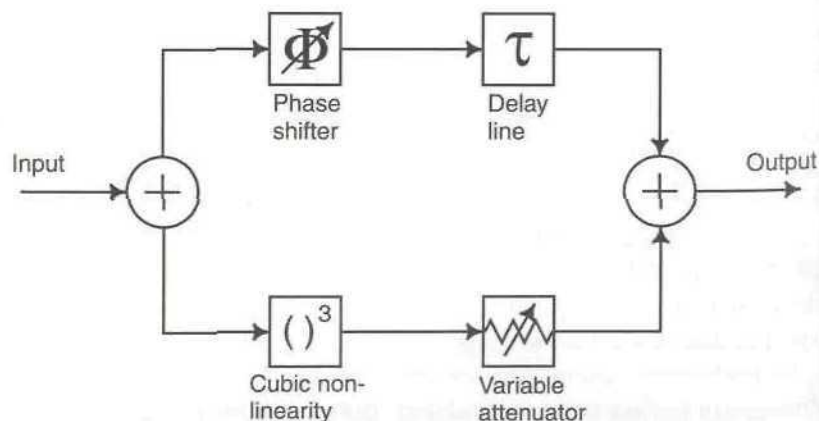 Φ
τ
Phase
shifter
Delay
line
Input
Output
+
+
( )³
Cubic non-
linearity
Variable
attenuator